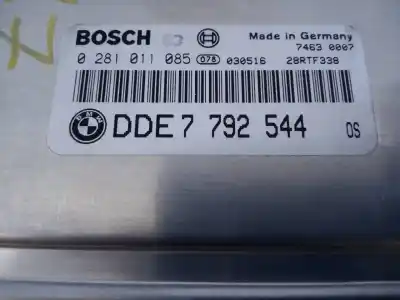 BOSCH Made in Germany
7463 0007
0 281 011 085 078 030516 28RTF338
DDE 7 792 544 OS